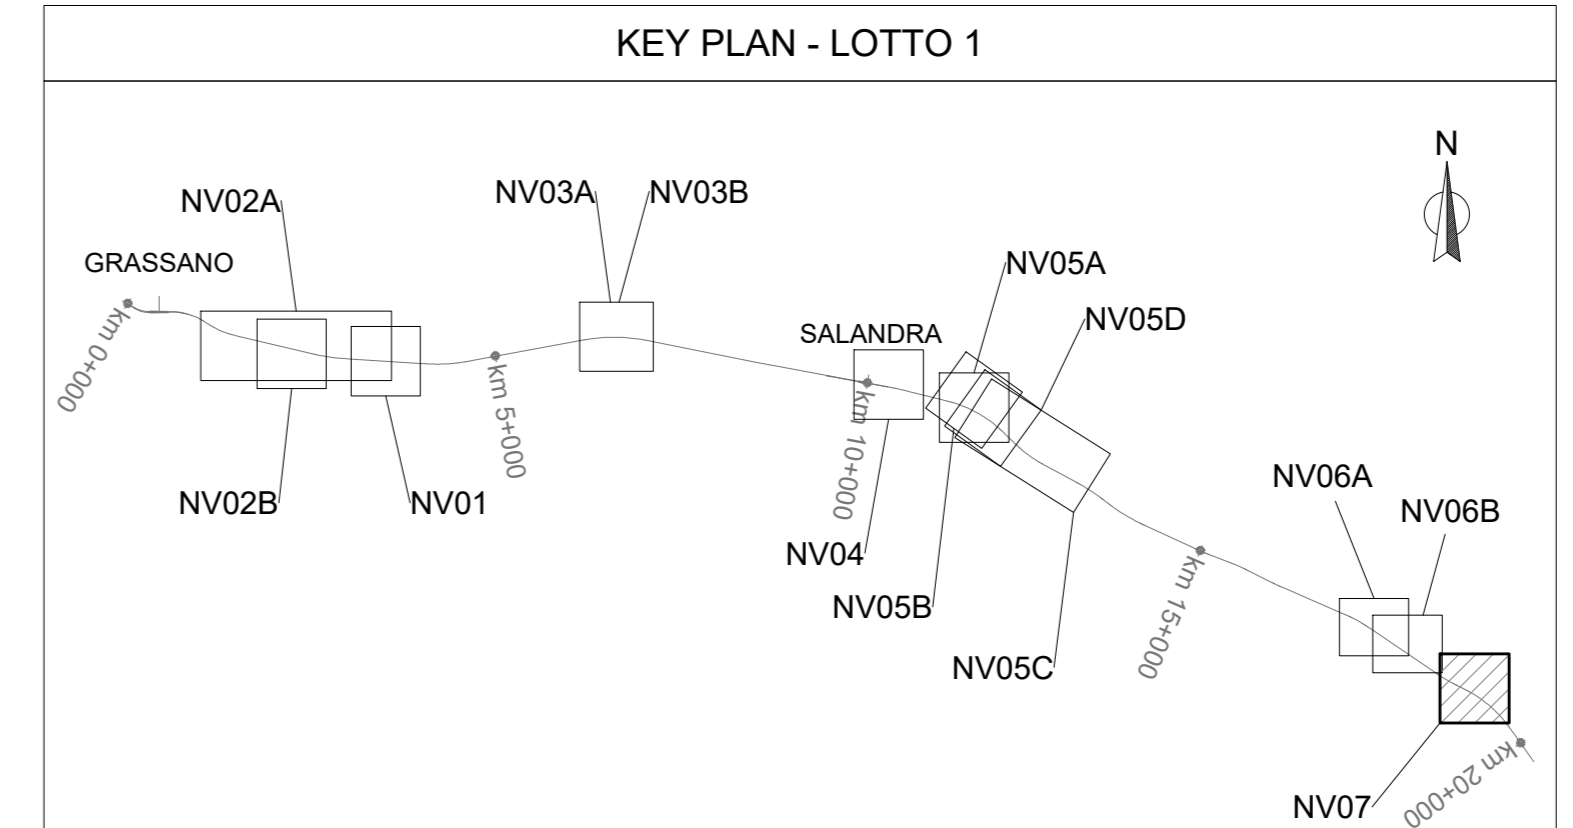 KEY PLAN - LOTTO 1
N
NV02A
NV03A
NV03B
GRASSANO
NV05A
NV05D
SALANDRA
km 0+000
km 5+000
km 10+000
NV02B
NV01
NV04
NV05B
NV05C
km 15+000
NV06A
NV06B
NV07
km 20+000